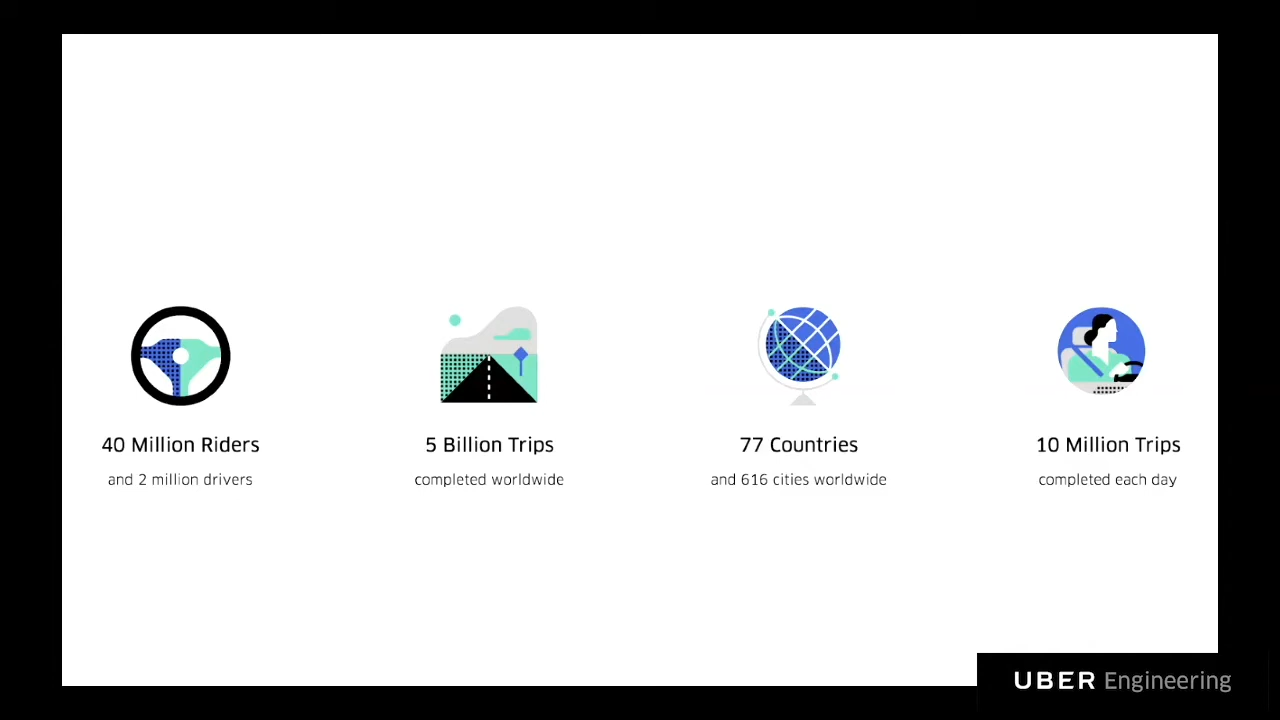 40 Million Riders
and 2 million drivers
5 Billion Trips
completed worldwide
77 Countries
and 616 cities worldwide
10 Million Trips
completed each day
UBER Engineering